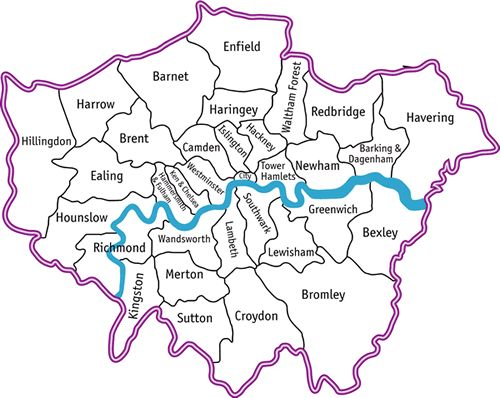 Enfield
Barnet
Harrow
Haringey
Waltham Forest
Redbridge
Havering
Hillingdon
Brent
Camden
Islington
Hackney
Barking &
Dagenham
Ealing
Westminster
Ken & Chelsea
Hammersmith
& Fulham
City
Tower
Hamlets
Newham
Hounslow
Richmond
Wandsworth
Lambeth
Southwark
Greenwich
Lewisham
Bexley
Kingston
Merton
Sutton
Croydon
Bromley